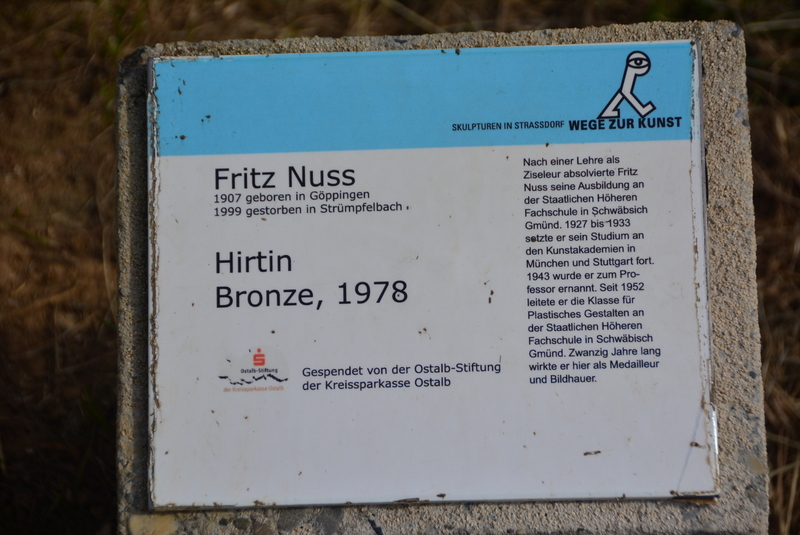 SKULPTUREN IN STRASSDORF WEGE ZUR KUNST
Fritz Nuss
1907 geboren in Göppingen
1999 gestorben in Strümpfelbach
Hirtin
Bronze, 1978
Ostalb-Stiftung
der Kreissparkasse Ostalb
Gespendet von der Ostalb-Stiftung
der Kreissparkasse Ostalb
Nach einer Lehre als
Ziseleur absolvierte Fritz
Nuss seine Ausbildung an
der Staatlichen Höheren
Fachschule in Schwäbsich
Gmünd. 1927 bis 1933
setzte er sein Studium an
den Kunstakademien in
München und Stuttgart fort.
1943 wurde er zum Pro-
fessor ernannt. Seit 1952
leitete er die Klasse für
Plastisches Gestalten an
der Staatlichen Höheren
Fachschule in Schwäbisch
Gmünd. Zwanzig Jahre lang
wirkte er hier als Medailleur
und Bildhauer.